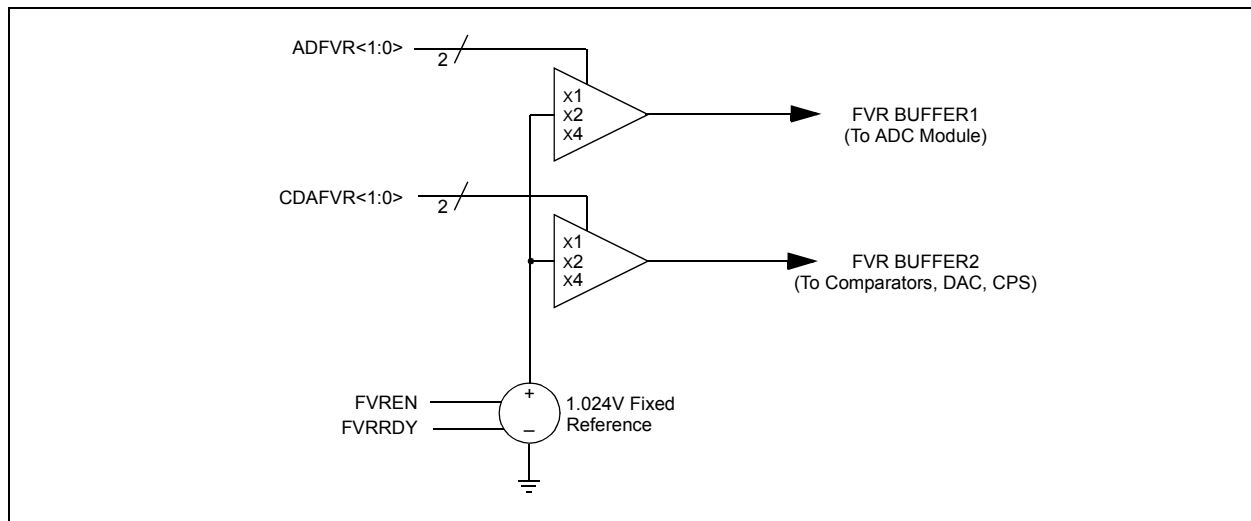 ADFVR<1:0>
2
X1
X2
X4
FVR BUFFER1
(To ADC Module)
CDAFVR<1:0>
2
X1
X2
X4
FVR BUFFER2
(To Comparators, DAC, CPS)
FVREN
FVRRDY
+
–
1.024V Fixed
Reference